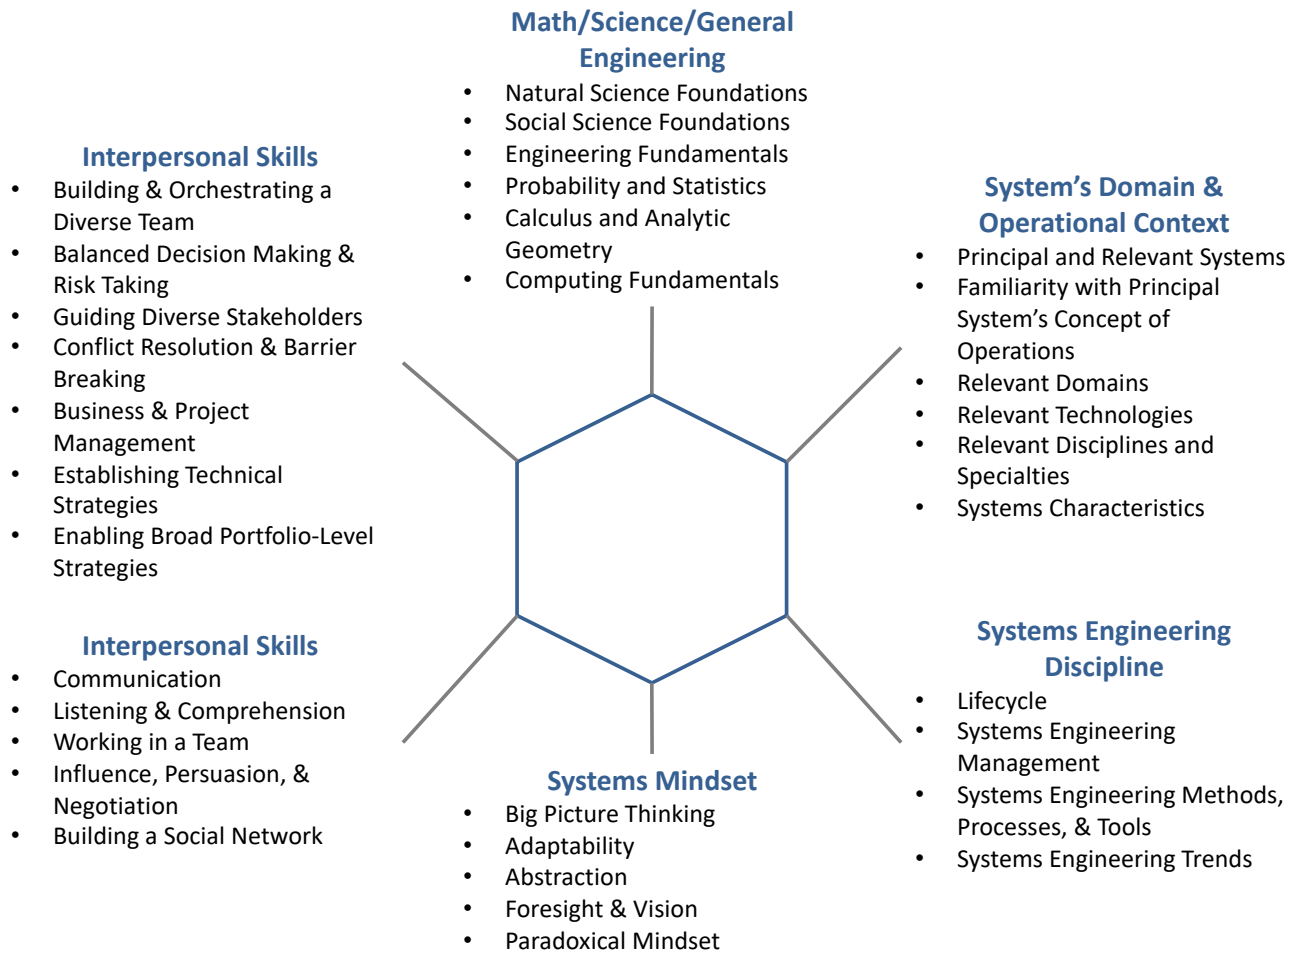 Math/Science/General
Engineering
• Natural Science Foundations
• Social Science Foundations
• Engineering Fundamentals
• Probability and Statistics
• Calculus and Analytic
Geometry
• Computing Fundamentals
Interpersonal Skills
• Building & Orchestrating a
Diverse Team
• Balanced Decision Making &
Risk Taking
• Guiding Diverse Stakeholders
• Conflict Resolution & Barrier
Breaking
• Business & Project
Management
• Establishing Technical
Strategies
• Enabling Broad Portfolio-Level
Strategies
System’s Domain &
Operational Context
• Principal and Relevant Systems
• Familiarity with Principal
System’s Concept of
Operations
• Relevant Domains
• Relevant Technologies
• Relevant Disciplines and
Specialties
• Systems Characteristics
Interpersonal Skills
• Communication
• Listening & Comprehension
• Working in a Team
• Influence, Persuasion, &
Negotiation
• Building a Social Network
Systems Mindset
• Big Picture Thinking
• Adaptability
• Abstraction
• Foresight & Vision
• Paradoxical Mindset
Systems Engineering
Discipline
• Lifecycle
• Systems Engineering
Management
• Systems Engineering Methods,
Processes, & Tools
• Systems Engineering Trends